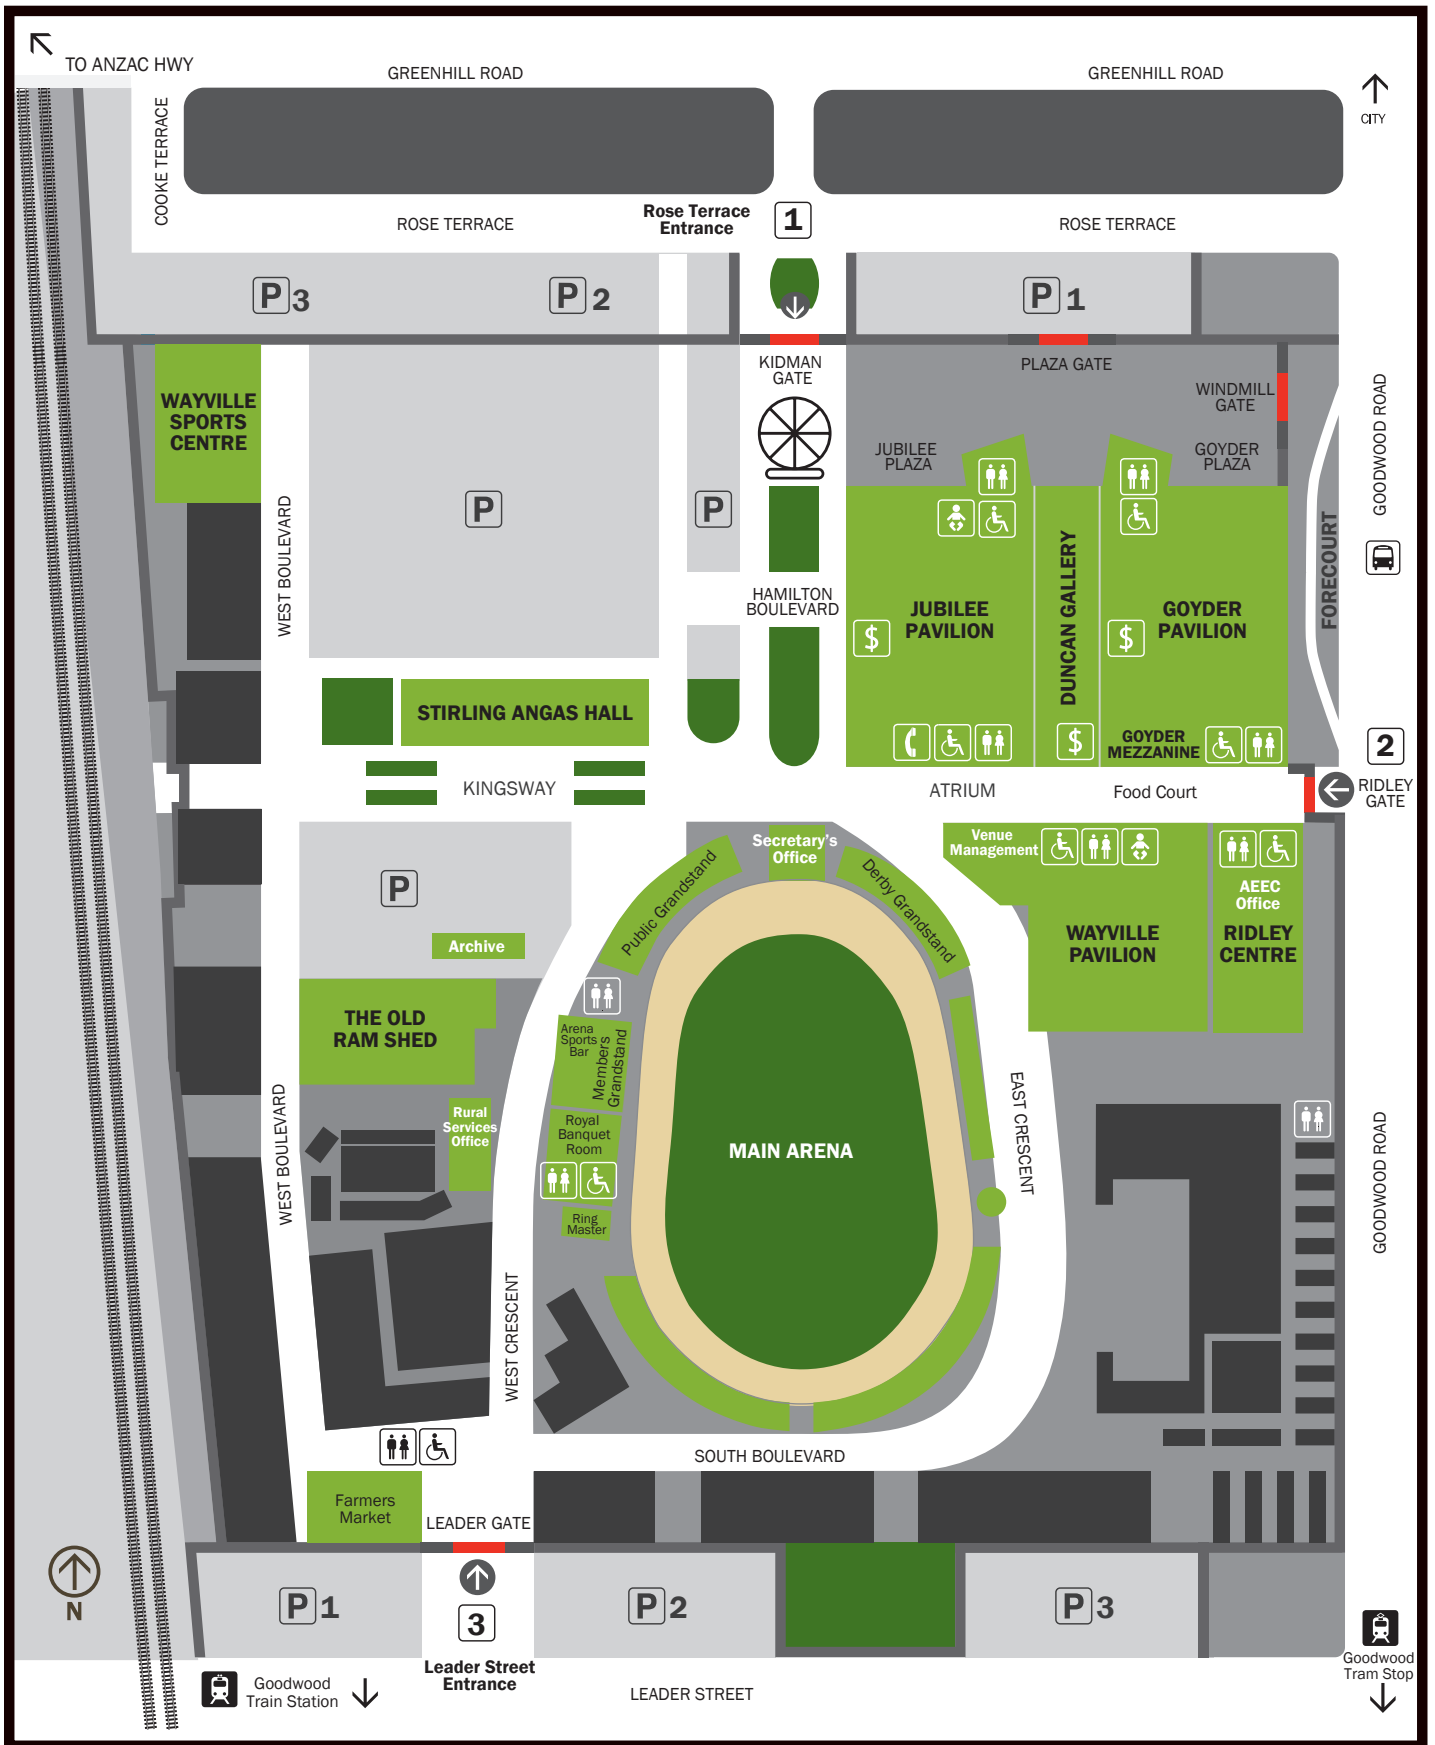 TO ANZAC HWY
GREENHILL ROAD
GREENHILL ROAD
CITY
COOKE TERRACE
ROSE TERRACE
Rose Terrace
Entrance
1
ROSE TERRACE
P 3
P 2
P 1
KIDMAN
GATE
PLAZA GATE
WINDMILL
GATE
WAYVILLE
SPORTS
CENTRE
JUBILEE
PLAZA
GOYDER
PLAZA
GOODWOOD ROAD
WEST BOULEVARD
P
P
HAMILTON
BOULEVARD
JUBILEE
PAVILION
$
DUNCAN GALLERY
GOYDER
PAVILION
$
FORECOURT
STIRLING ANGAS HALL
$
GOYDER
MEZZANINE
2
RIDLEY
GATE
KINGSWAY
ATRIUM
Food Court
P
Archive
Public Grandstand
Secretary's
Office
Derby Grandstand
Venue
Management
AEEC
Office
WAYVILLE
PAVILION
RIDLEY
CENTRE
THE OLD
RAM SHED
Arena
Sports
Bar
Members
Grandstand
Rural
Services
Office
Royal
Banquet
Room
Ring
Master
MAIN ARENA
EAST CRESCENT
WEST BOULEVARD
WEST CRESCENT
GOODWOOD ROAD
SOUTH BOULEVARD
Farmers
Market
LEADER GATE
N
P 1
3
P 2
P 3
Leader Street
Entrance
Goodwood
Train Station
LEADER STREET
Goodwood
Tram Stop